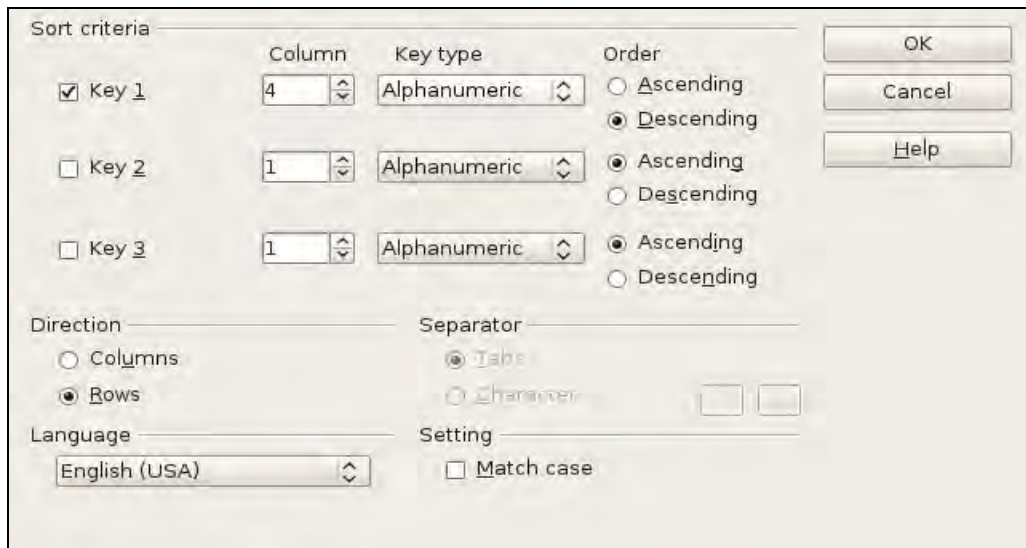 Sort criteria
Column Key type Order
Key 1 4 Alphanumeric Ascending
Descending
Key 2 1 Alphanumeric Ascending
Descending
Key 3 1 Alphanumeric Ascending
Descending
OK
Cancel
Help
Direction
Columns
Rows
Separator
Tabs
Character
Language
English (USA)
Setting
Match case